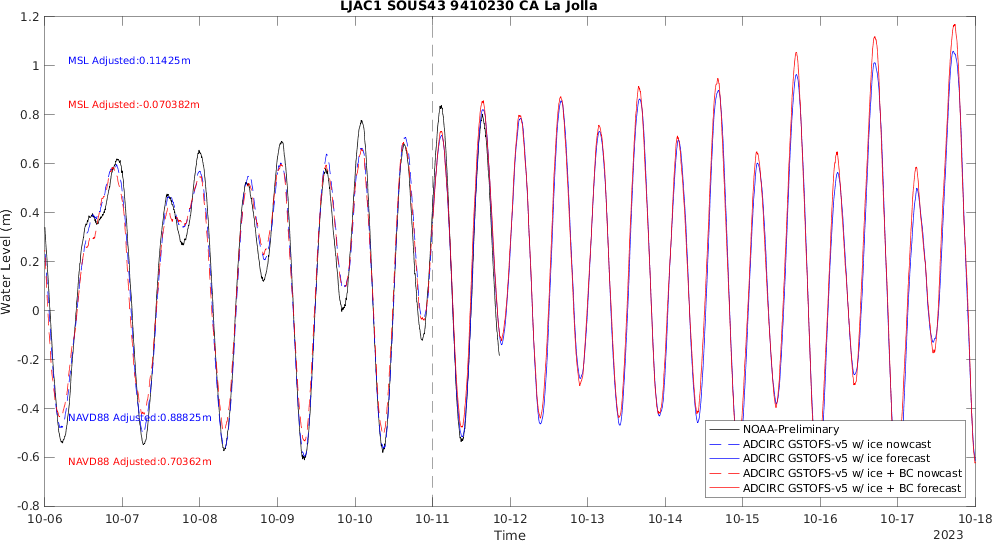 LJAC1 SOUS43 9410230 CA La Jolla
1.2
1
0.8
0.6
0.4
0.2
0
-0.2
-0.4
-0.6
-0.8
Water Level (m)
MSL Adjusted:0.11425m
MSL Adjusted:-0.070382m
NAVD88 Adjusted:0.88825m
NAVD88 Adjusted:0.70362m
NOAA-Preliminary
ADCIRC GSTOFS-v5 w/ ice nowcast
ADCIRC GSTOFS-v5 w/ ice forecast
ADCIRC GSTOFS-v5 w/ ice + BC nowcast
ADCIRC GSTOFS-v5 w/ ice + BC forecast
10-06 10-07 10-08 10-09 10-10 10-11 10-12 10-13 10-14 10-15 10-16 10-17 10-18
Time
2023